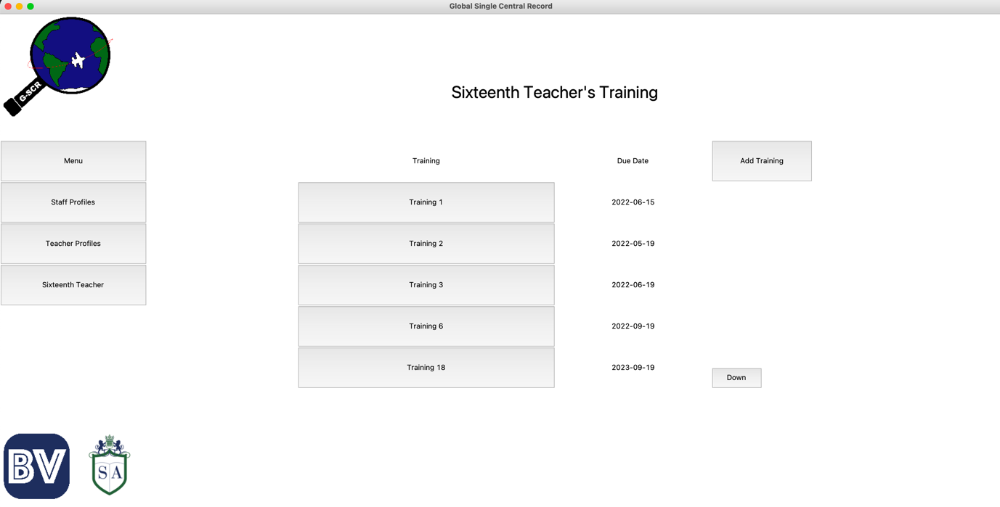 Global Single Central Record
G-SCR
Sixteenth Teacher's Training
Menu
Training Due Date Add Training
Staff Profiles
Training 1 2022-06-15
Teacher Profiles
Training 2 2022-05-19
Sixteenth Teacher
Training 3 2022-06-19
Training 6 2022-09-19
Training 18 2023-09-19
Down
BV
S A